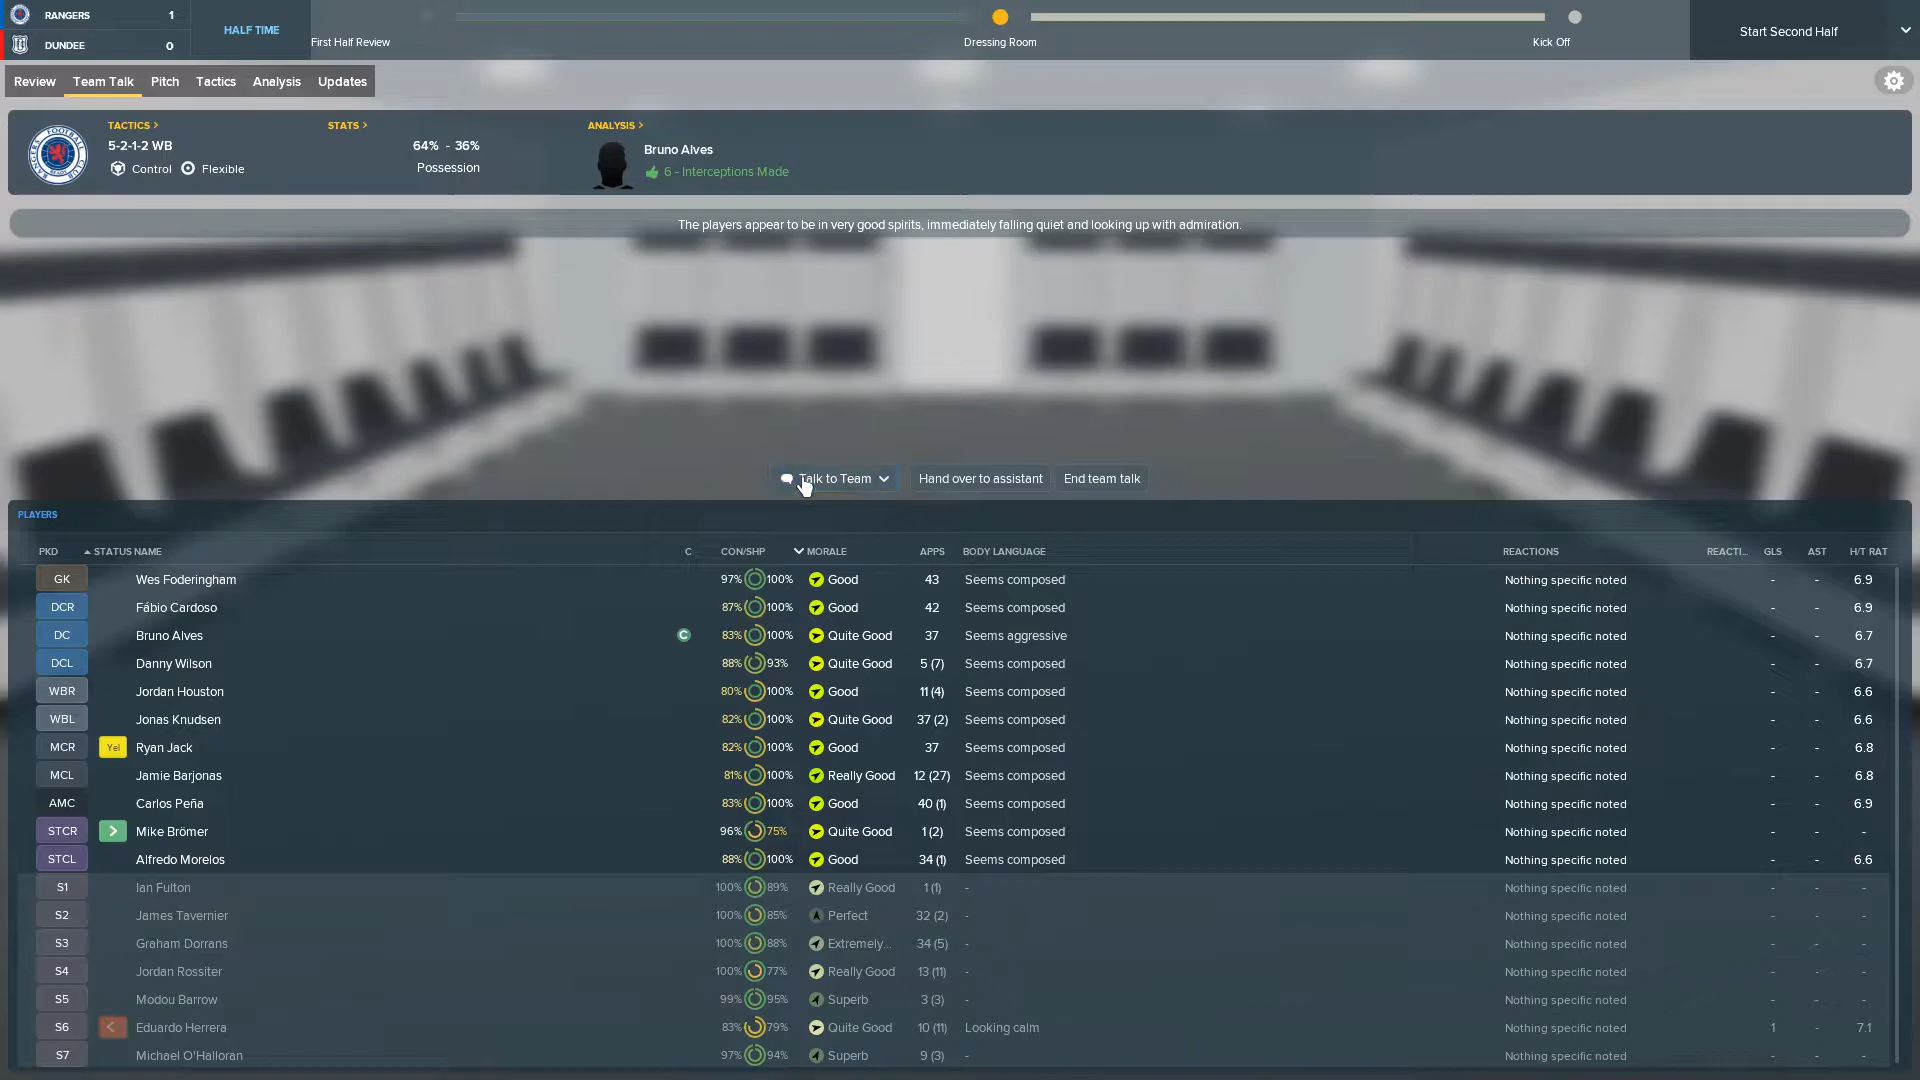 RANGERS 1
DUNDEE 0
HALF TIME
First Half Review
Dressing Room
Kick Off
Start Second Half
Review Team Talk Pitch Tactics Analysis Updates
TACTICS >
5-2-1-2 WB
Control Flexible
STATS >
64% - 36%
Possession
ANALYSIS >
Bruno Alves
6 - Interceptions Made
The players appear to be in very good spirits, immediately falling quiet and looking up with admiration.
Talk to Team Hand over to assistant End team talk
PLAYERS
PKD STATUS NAME C CON/SHP MORALE APPS BODY LANGUAGE REACTIONS REACTI... GLS AST H/T RAT
GK Wes Foderingham 97% 100% Good 43 Seems composed Nothing specific noted - - 6.9
DCR Fábio Cardoso 87% 100% Good 42 Seems composed Nothing specific noted - - 6.9
DC Bruno Alves C 83% 100% Quite Good 37 Seems aggressive Nothing specific noted - - 6.7
DCL Danny Wilson 88% 93% Quite Good 5 (7) Seems composed Nothing specific noted - - 6.7
WBR Jordan Houston 80% 100% Good 11 (4) Seems composed Nothing specific noted - - 6.6
WBL Jonas Knudsen 82% 100% Quite Good 37 (2) Seems composed Nothing specific noted - - 6.6
MCR Yel Ryan Jack 82% 100% Good 37 Seems composed Nothing specific noted - - 6.8
MCL Jamie Barjonas 81% 100% Really Good 12 (27) Seems composed Nothing specific noted - - 6.8
AMC Carlos Peña 83% 100% Good 40 (1) Seems composed Nothing specific noted - - 6.9
STCR Mike Brömer 96% 75% Quite Good 1 (2) Seems composed Nothing specific noted - - -
STCL Alfredo Morelos 88% 100% Good 34 (1) Seems composed Nothing specific noted - - 6.6
S1 Ian Fulton 100% 89% Really Good 1 (1) - Nothing specific noted - - -
S2 James Tavernier 100% 85% Perfect 32 (2) - Nothing specific noted - - -
S3 Graham Dorrans 100% 88% Extremely... 34 (5) - Nothing specific noted - - -
S4 Jordan Rossiter 100% 77% Really Good 13 (11) - Nothing specific noted - - -
S5 Modou Barrow 99% 95% Superb 3 (3) - Nothing specific noted - - -
S6 Eduardo Herrera 83% 79% Quite Good 10 (11) Looking calm Nothing specific noted 1 - 7.1
S7 Michael O'Halloran 97% 94% Superb 9 (3) - Nothing specific noted - - -